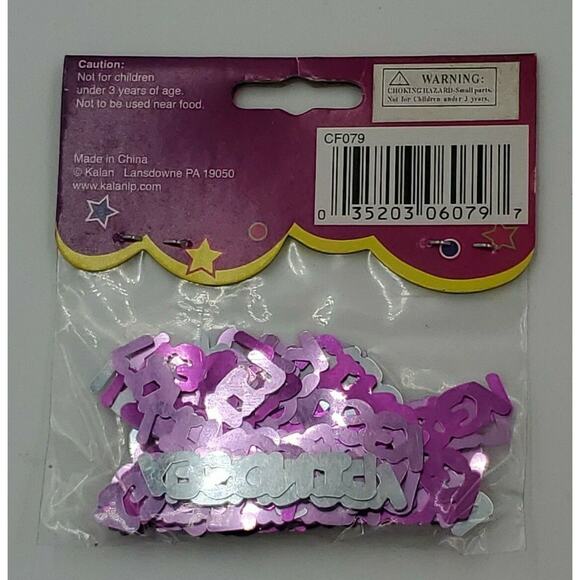 Caution:
Not for children
under 3 years of age.
Not to be used near food.
Made in China
© Kalan Lansdowne PA 19050
www.kalanlp.com
WARNING:
CHOKING HAZARD-Small parts.
Not for Children under 3 years.
CF079
0 35203 06079 7